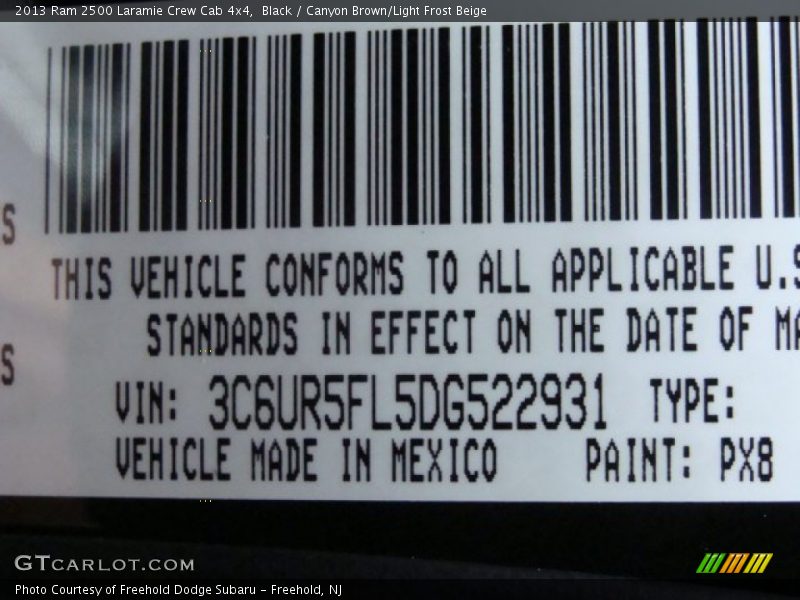 2013 Ram 2500 Laramie Crew Cab 4x4,  Black / Canyon Brown/Light Frost Beige
THIS VEHICLE CONFORMS TO ALL APPLICABLE U.S
STANDARDS IN EFFECT ON THE DATE OF MA
S
S
VIN: 3C6UR5FL5DG522931 TYPE:
VEHICLE MADE IN MEXICO PAINT: PX8
GTCARLOT.COM
Photo Courtesy of Freehold Dodge Subaru - Freehold, NJ